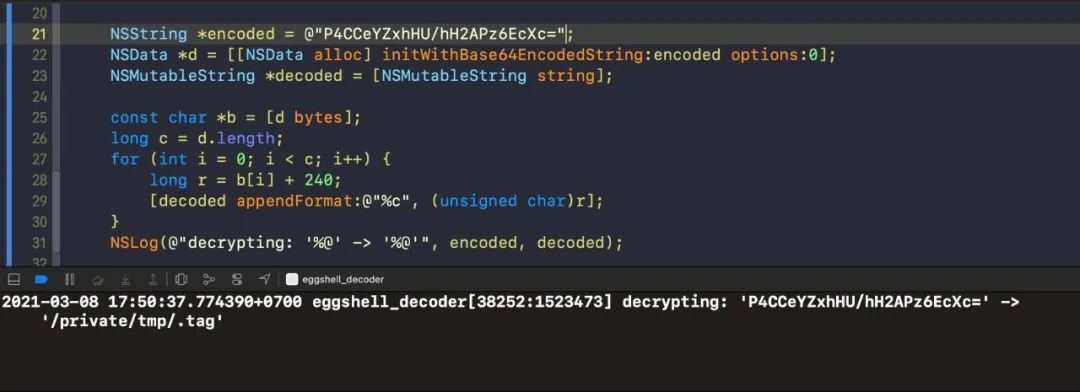 20
21 NSString *encoded = @"P4CCeYZxhHU/hH2APz6EcXc=";
22 NSData *d = [[NSData alloc] initWithBase64EncodedString:encoded options:0];
23 NSMutableString *decoded = [NSMutableString string];
24
25 const char *b = [d bytes];
26 long c = d.length;
27 for (int i = 0; i < c; i++) {
28 long r = b[i] + 240;
29 [decoded appendFormat:@"%c", (unsigned char)r];
30 }
31 NSLog(@"decrypting: '%@' -> '%@'", encoded, decoded);
32
eggshell_decoder
2021-03-08 17:50:37.774390+0700 eggshell_decoder[38252:1523473] decrypting: 'P4CCeYZxhHU/hH2APz6EcXc=' ->
'/private/tmp/.tag'